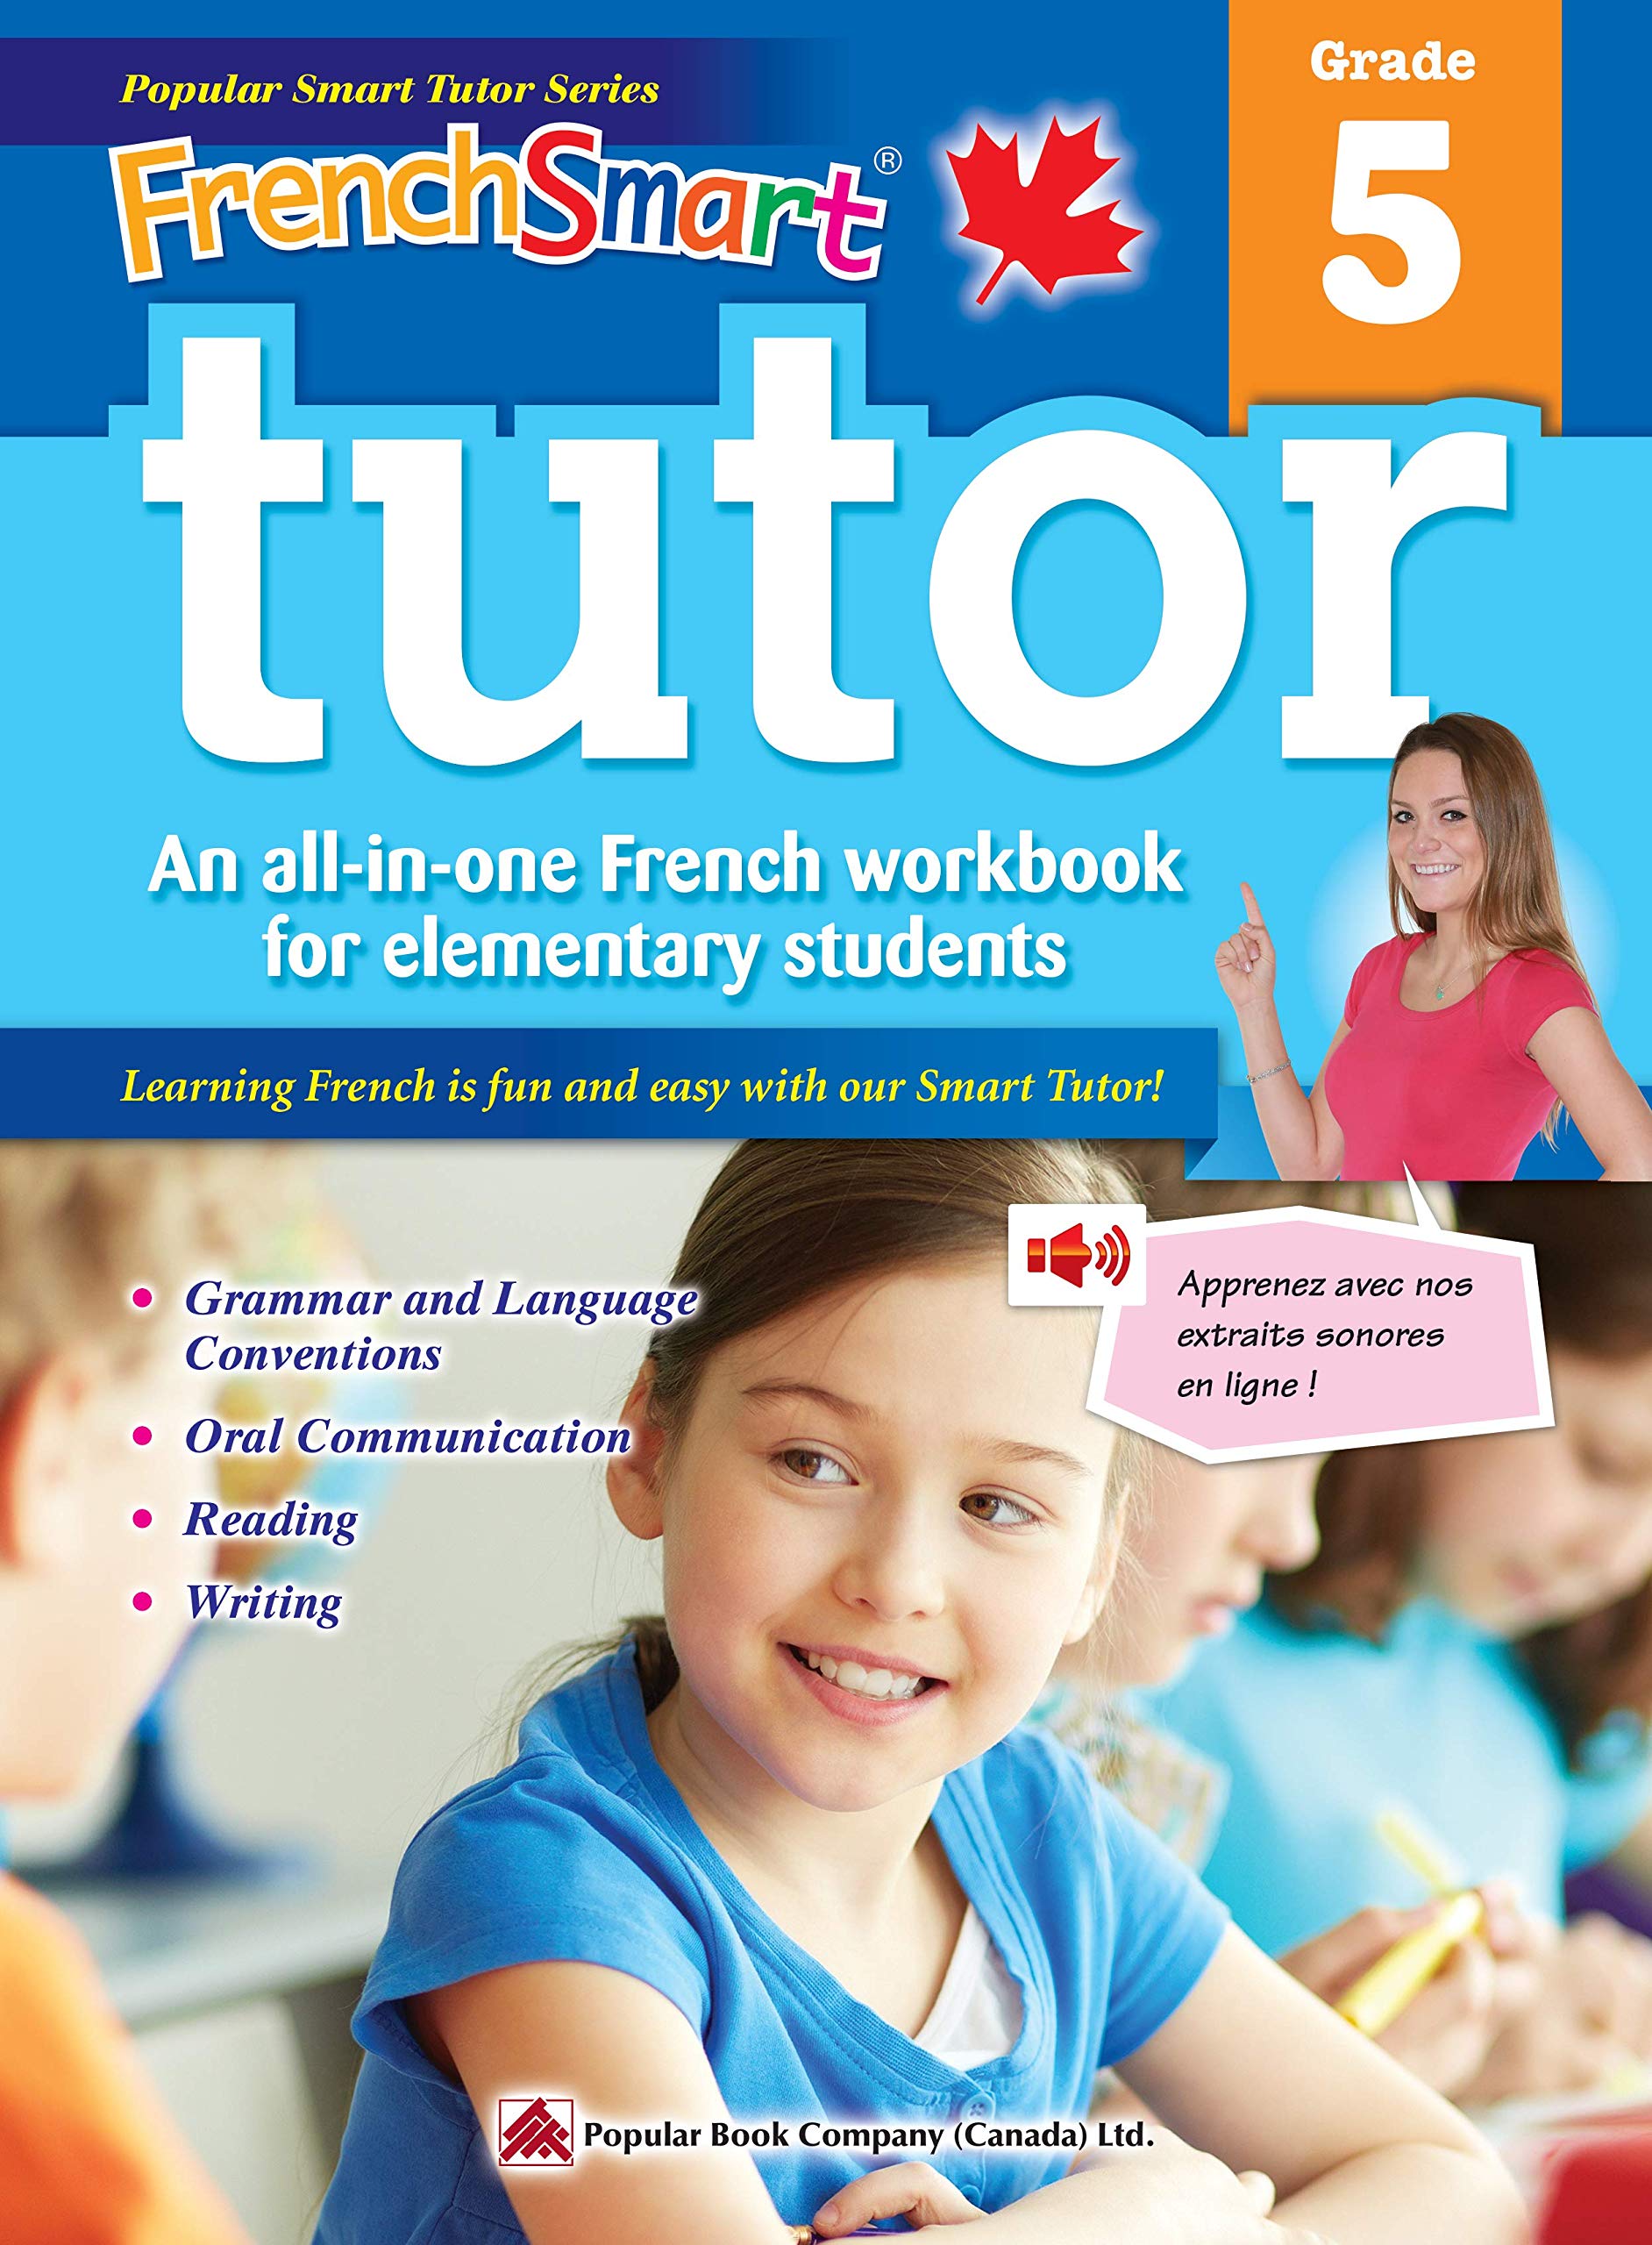 Popular Smart Tutor Series
FrenchSmart®
Grade
5
tutor
An all-in-one French workbook
for elementary students
Learning French is fun and easy with our Smart Tutor!
• Grammar and Language
Conventions
• Oral Communication
• Reading
• Writing
Apprenez avec nos
extraits sonores
en ligne !
Popular Book Company (Canada) Ltd.